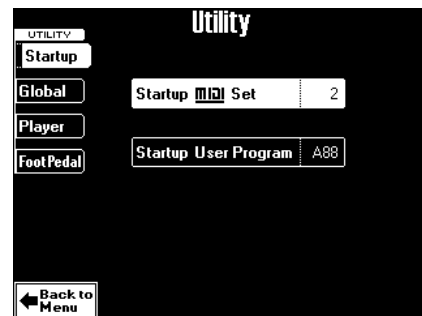 Utility
UTILITY
Startup
Global
Startup MIDI Set 2
Player
Startup User Program A88
FootPedal
Back to
Menu